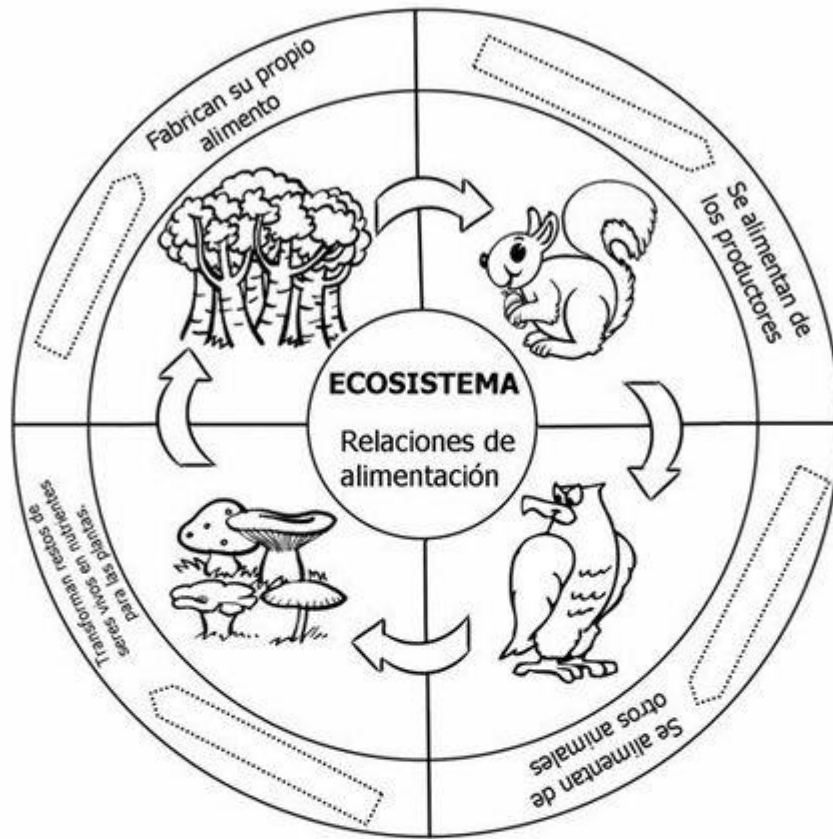 Fabrican su propio
alimento
Se alimentan de
los productores
ECOSISTEMA
Relaciones de
alimentación
Transforman restos de
seres vivos en nutrientes
para las plantas.
Se alimentan de
otros animales